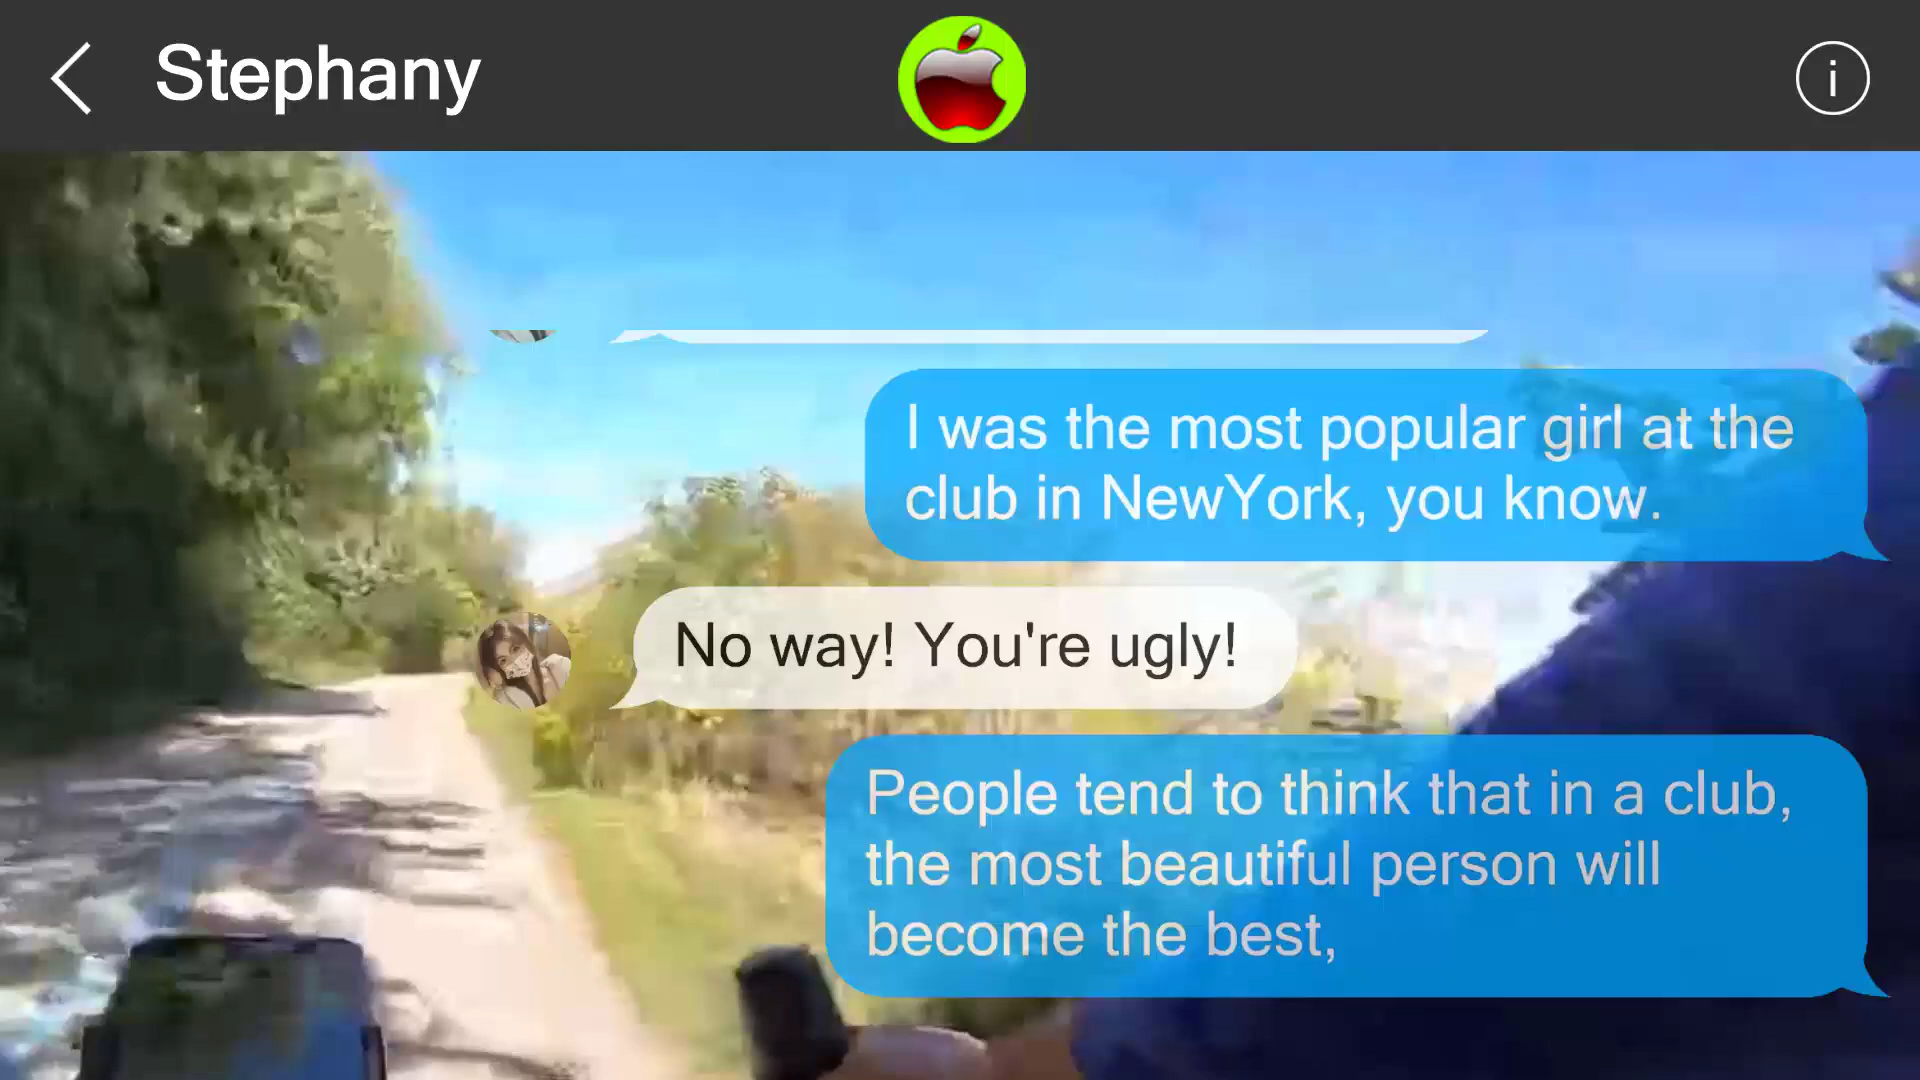 Stephany
i
I was the most popular girl at the
club in NewYork, you know.
No way! You're ugly!
People tend to think that in a club,
the most beautiful person will
become the best,